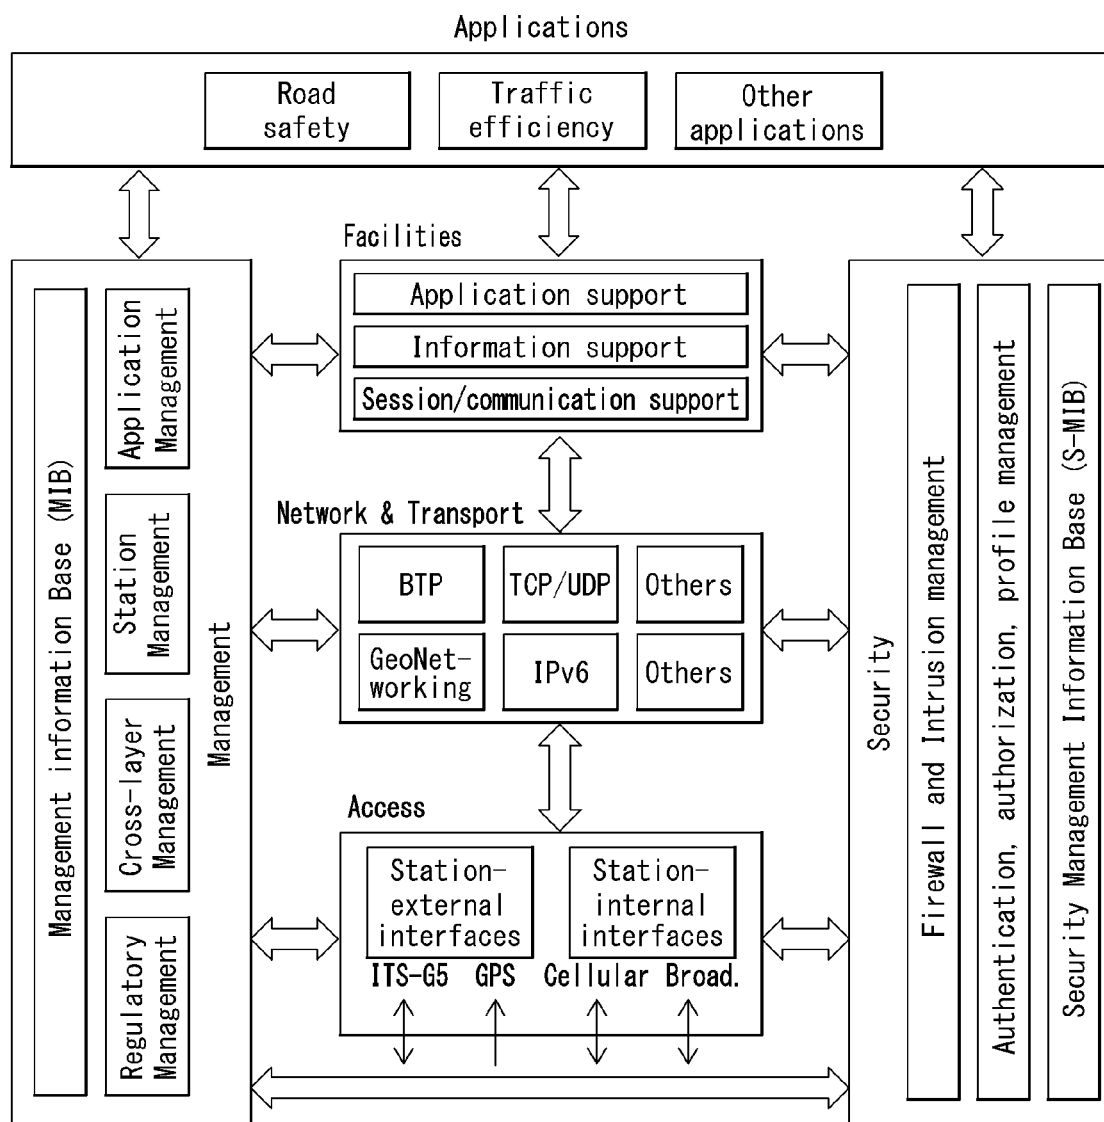 Applications
Road
safety
Traffic
efficiency
Other
applications
Facilities
Application support
Information support
Session/communication support
Network & Transport
BTP
TCP/UDP
Others
GeoNet-
working
IPv6
Others
Access
Station-
external
interfaces
Station-
internal
interfaces
ITS-G5 GPS Cellular Broad.
Management information Base (MIB)
Application
Management
Station
Management
Cross-layer
Management
Regulatory
Management
Management
Security
Firewall and Intrusion management
Authentication, authorization, profile management
Security Management Information Base (S-MIB)